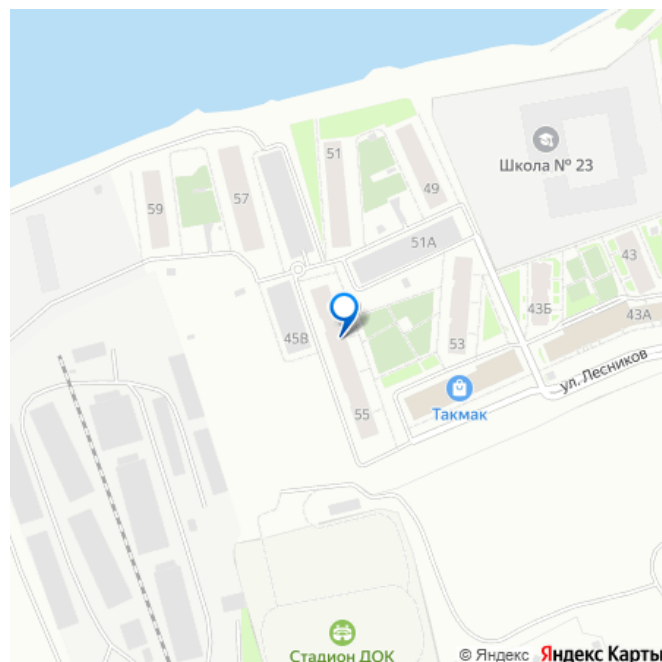 51
Школа № 23
59
57
49
51А
43
43Б
43А
45В
53
ул. Лесников
55
Такмак
Стадион ДОК
© Яндекс Яндекс Карты